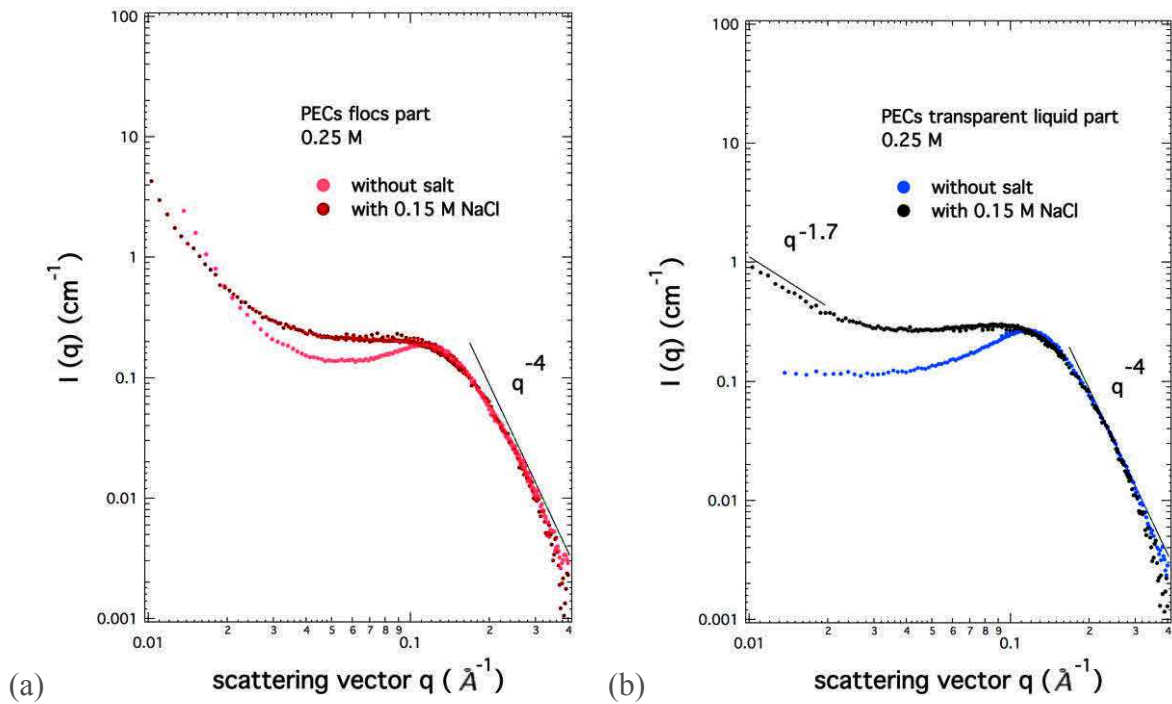 100
10
1
0.1
0.01
0.001
I (q) (cm⁻¹)
PECs flocs part
0.25 M
without salt
with 0.15 M NaCl
q⁻⁴
0.01
2
3
4
5
6
7
8
9
0.1
2
3
4
scattering vector q ( Å⁻¹)
(a)
100
10
1
0.1
0.01
0.001
I (q) (cm⁻¹)
PECs transparent liquid part
0.25 M
without salt
with 0.15 M NaCl
q⁻¹·⁷
q⁻⁴
0.01
2
3
4
5
6
7
8
9
0.1
2
3
4
scattering vector q ( Å⁻¹)
(b)